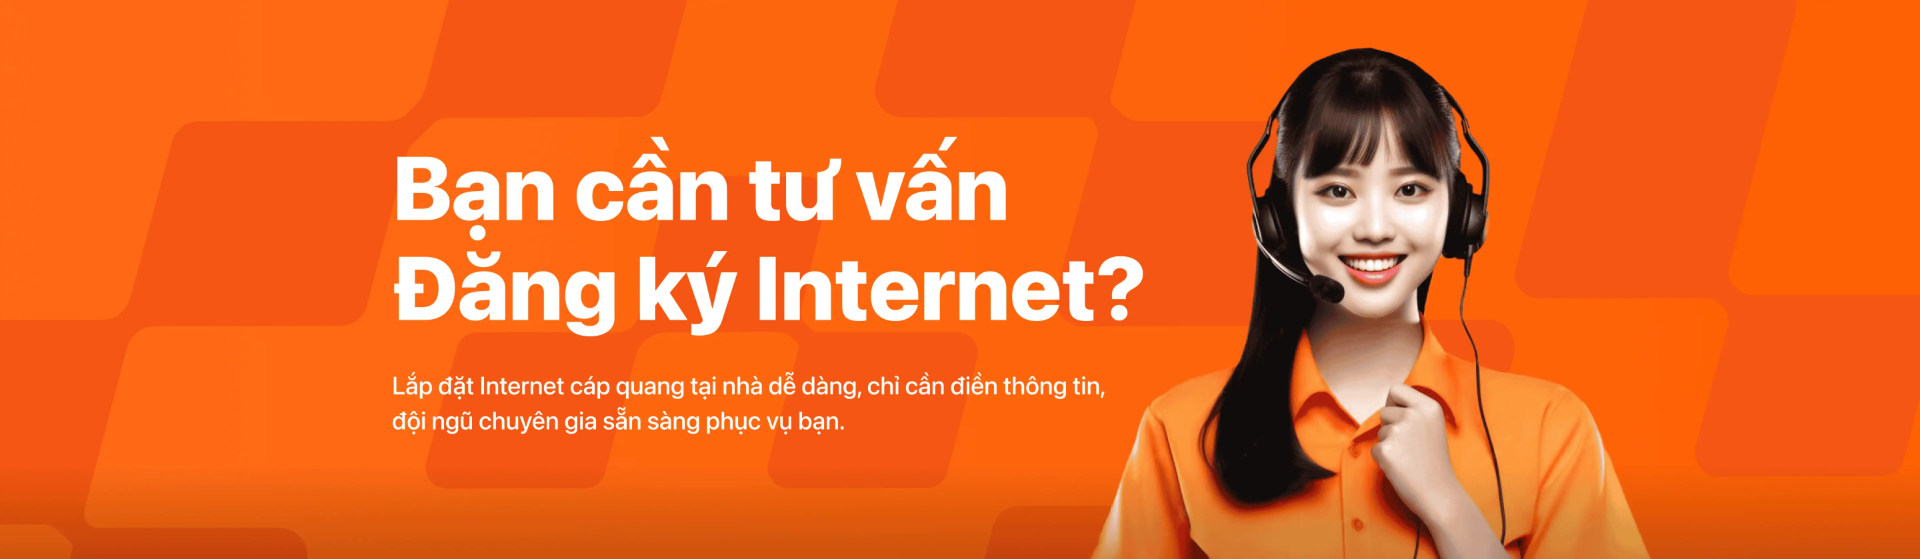 Bạn cần tư vấn
Đăng ký Internet?
Lắp đặt Internet cáp quang tại nhà dễ dàng, chỉ cần điền thông tin,
đội ngũ chuyên gia sẵn sàng phục vụ bạn.